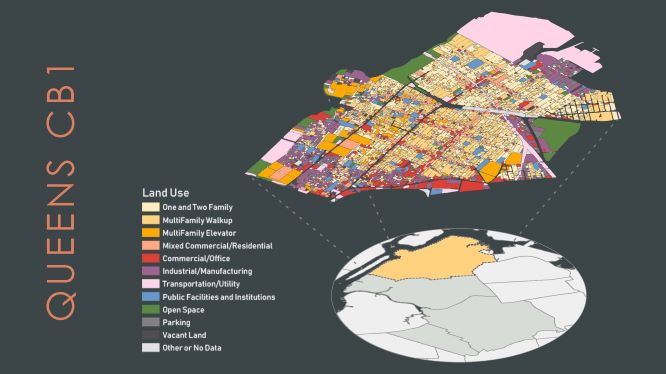 QUEENS CB1
Land Use
One and Two Family
MultiFamily Walkup
MultiFamily Elevator
Mixed Commercial/Residential
Commercial/Office
Industrial/Manufacturing
Transportation/Utility
Public Facilities and Institutions
Open Space
Parking
Vacant Land
Other or No Data